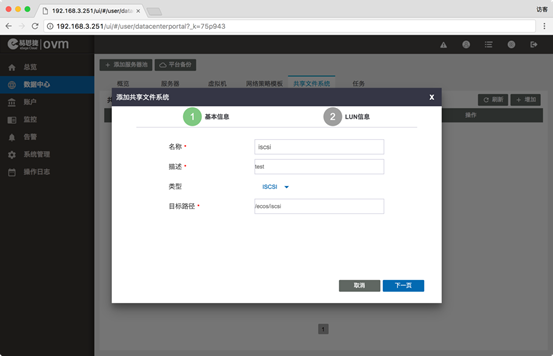 192.168.3.251/ui/#/user/data
访客
192.168.3.251/ui/#/user/datacenterportal?_k=75p943
易思捷 ovm
总览
数据中心
账户
监控
告警
系统管理
操作日志
添加服务器池
平台备份
概览
服务器
虚拟机
网络策略模板
共享文件系统
任务
刷新
增加
操作
添加共享文件系统
X
1 基本信息
2 LUN信息
名称 *
iscsi
描述 *
test
类型
ISCSI
目标路径 *
/ecos/iscsi
取消
下一页
1